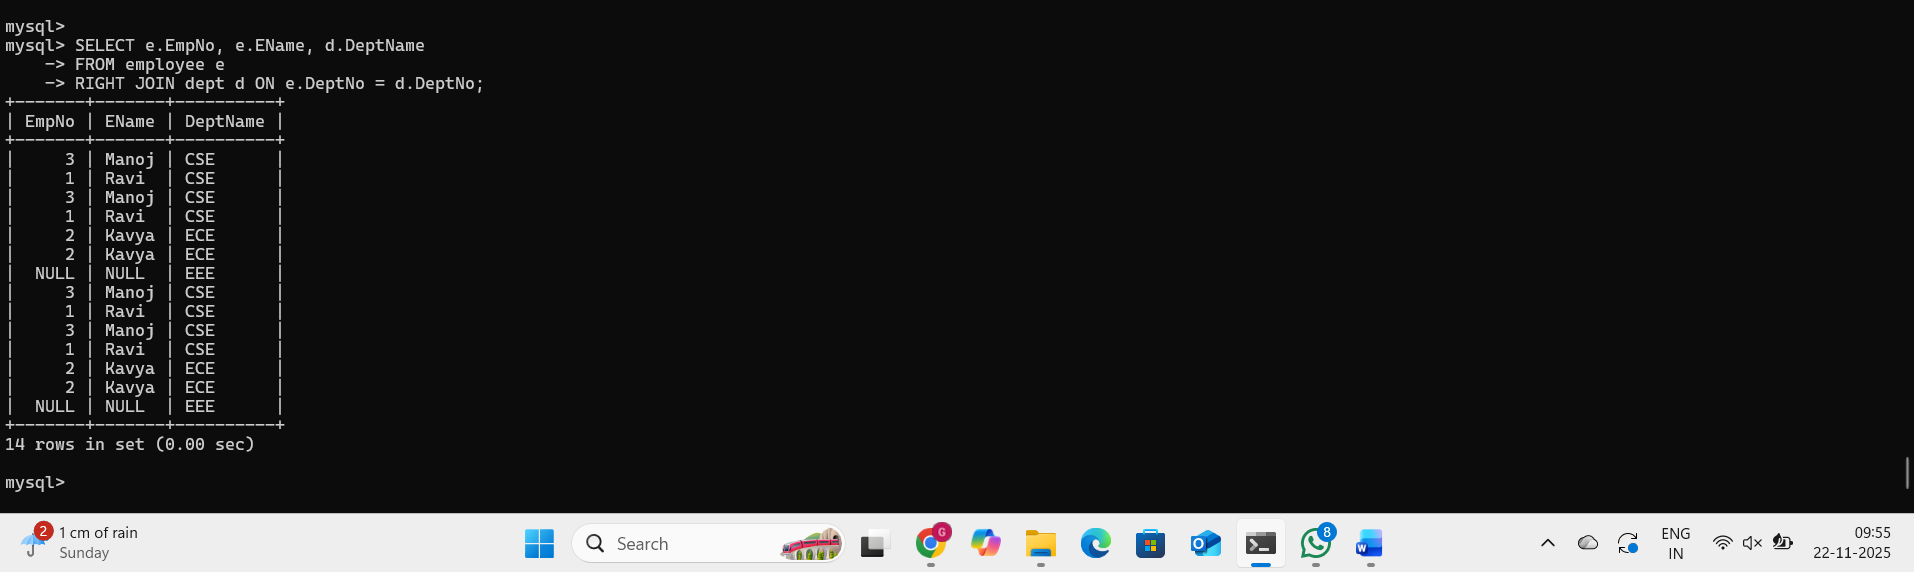 mysql>
mysql> SELECT e.EmpNo, e.EName, d.DeptName
    -> FROM employee e
    -> RIGHT JOIN dept d ON e.DeptNo = d.DeptNo;
+-------+-------+----------+
| EmpNo | EName | DeptName |
+-------+-------+----------+
|     3 | Manoj | CSE      |
|     1 | Ravi  | CSE      |
|     3 | Manoj | CSE      |
|     1 | Ravi  | CSE      |
|     2 | Kavya | ECE      |
|     2 | Kavya | ECE      |
|  NULL | NULL  | EEE      |
|     3 | Manoj | CSE      |
|     1 | Ravi  | CSE      |
|     3 | Manoj | CSE      |
|     1 | Ravi  | CSE      |
|     2 | Kavya | ECE      |
|     2 | Kavya | ECE      |
|  NULL | NULL  | EEE      |
+-------+-------+----------+
14 rows in set (0.00 sec)
mysql>
2
1 cm of rain
Sunday
Search
G
8
ENG
IN
09:55
22-11-2025